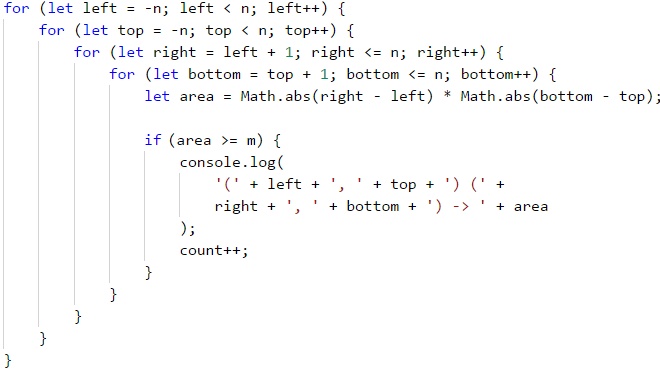 for (let left = -n; left < n; left++) {
    for (let top = -n; top < n; top++) {
        for (let right = left + 1; right <= n; right++) {
            for (let bottom = top + 1; bottom <= n; bottom++) {
                let area = Math.abs(right - left) * Math.abs(bottom - top);

                if (area >= m) {
                    console.log(
                        '(' + left + ', ' + top + ') (' +
                        right + ', ' + bottom + ') -> ' + area
                    );
                    count++;
                }
            }
        }
    }
}